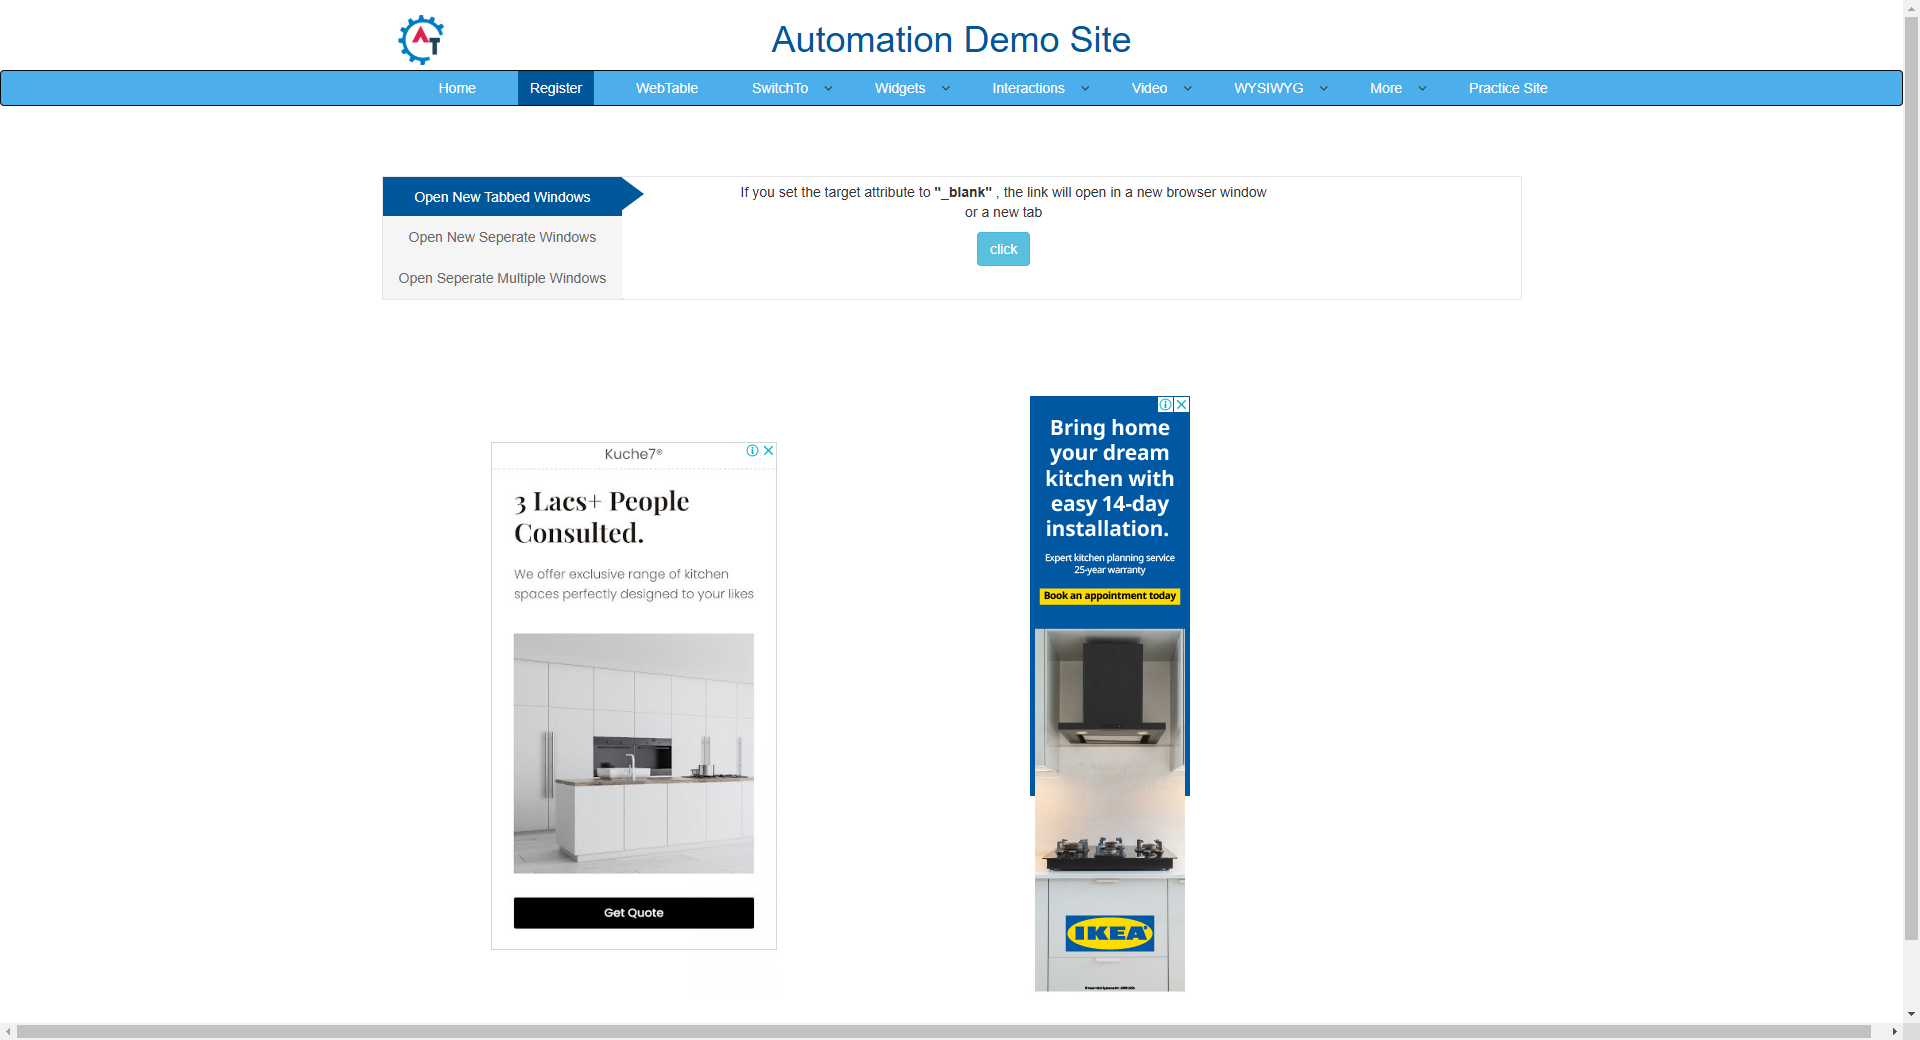 AT
Automation Demo Site
Home Register WebTable SwitchTo Widgets Interactions Video WYSIWYG More Practice Site
Open New Tabbed Windows
Open New Seperate Windows
Open Seperate Multiple Windows
If you set the target attribute to "_blank" , the link will open in a new browser window
or a new tab
click
Kuche7®
3 Lacs+ People
Consulted.
We offer exclusive range of kitchen
spaces perfectly designed to your likes
Get Quote
Bring home
your dream
kitchen with
easy 14-day
installation.
Expert kitchen planning service
25-year warranty
Book an appointment today
IKEA